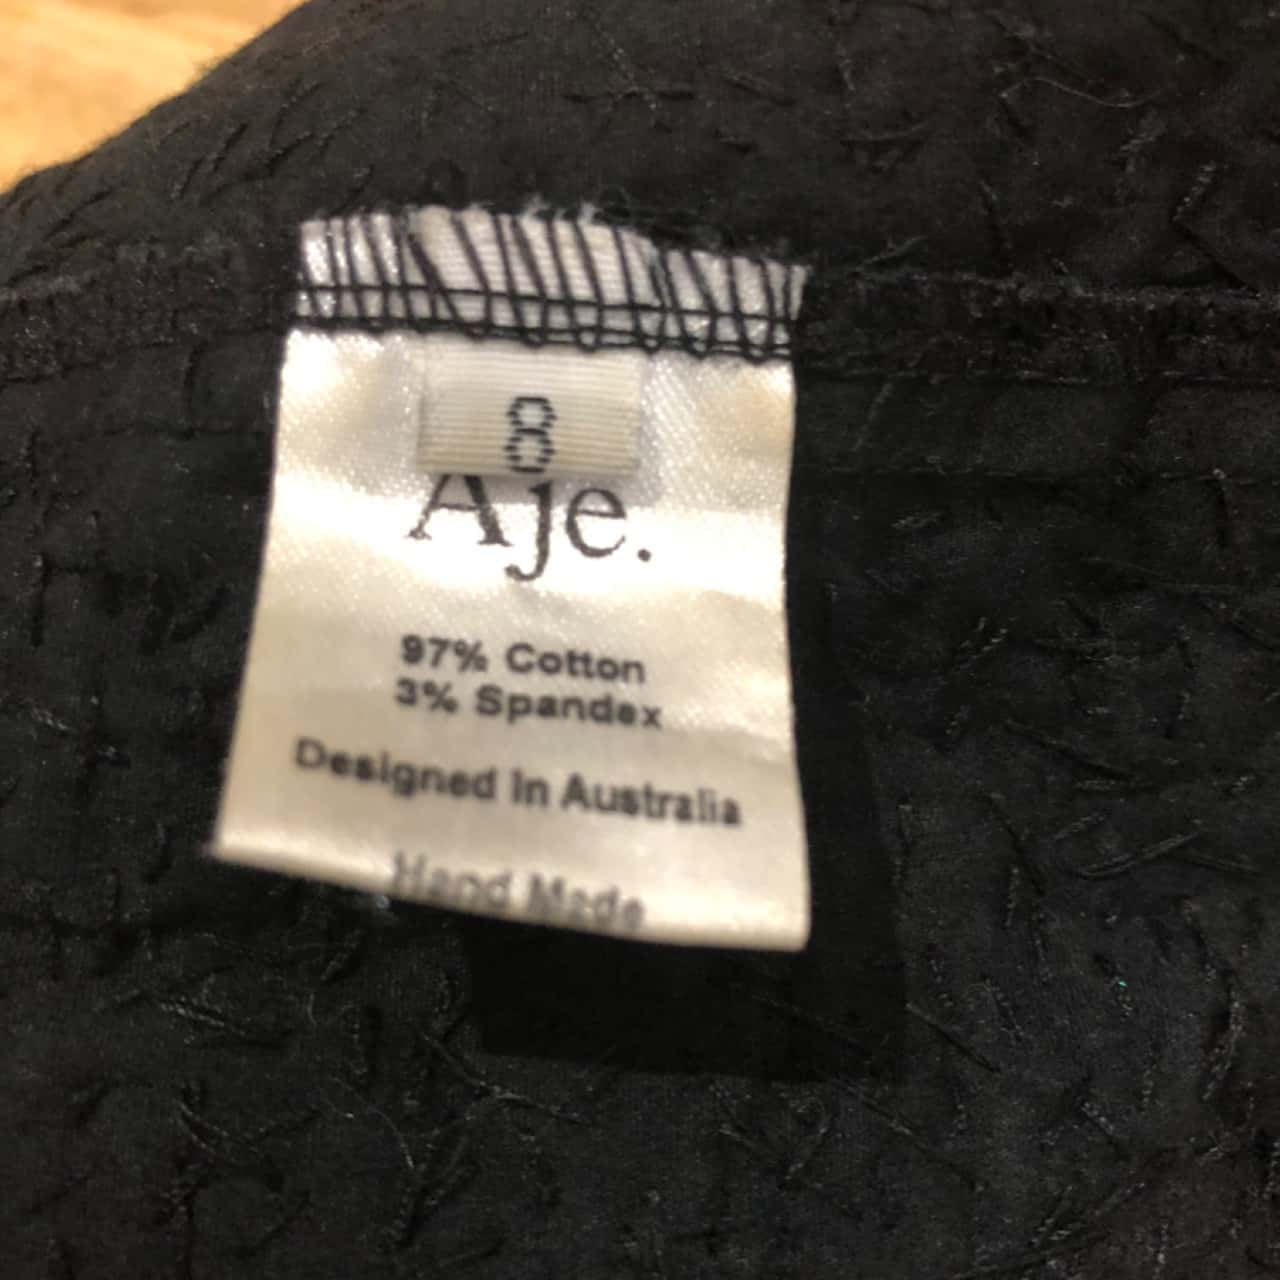 8
Aje.
97% Cotton
3% Spandex
Designed In Australia
Hand Made